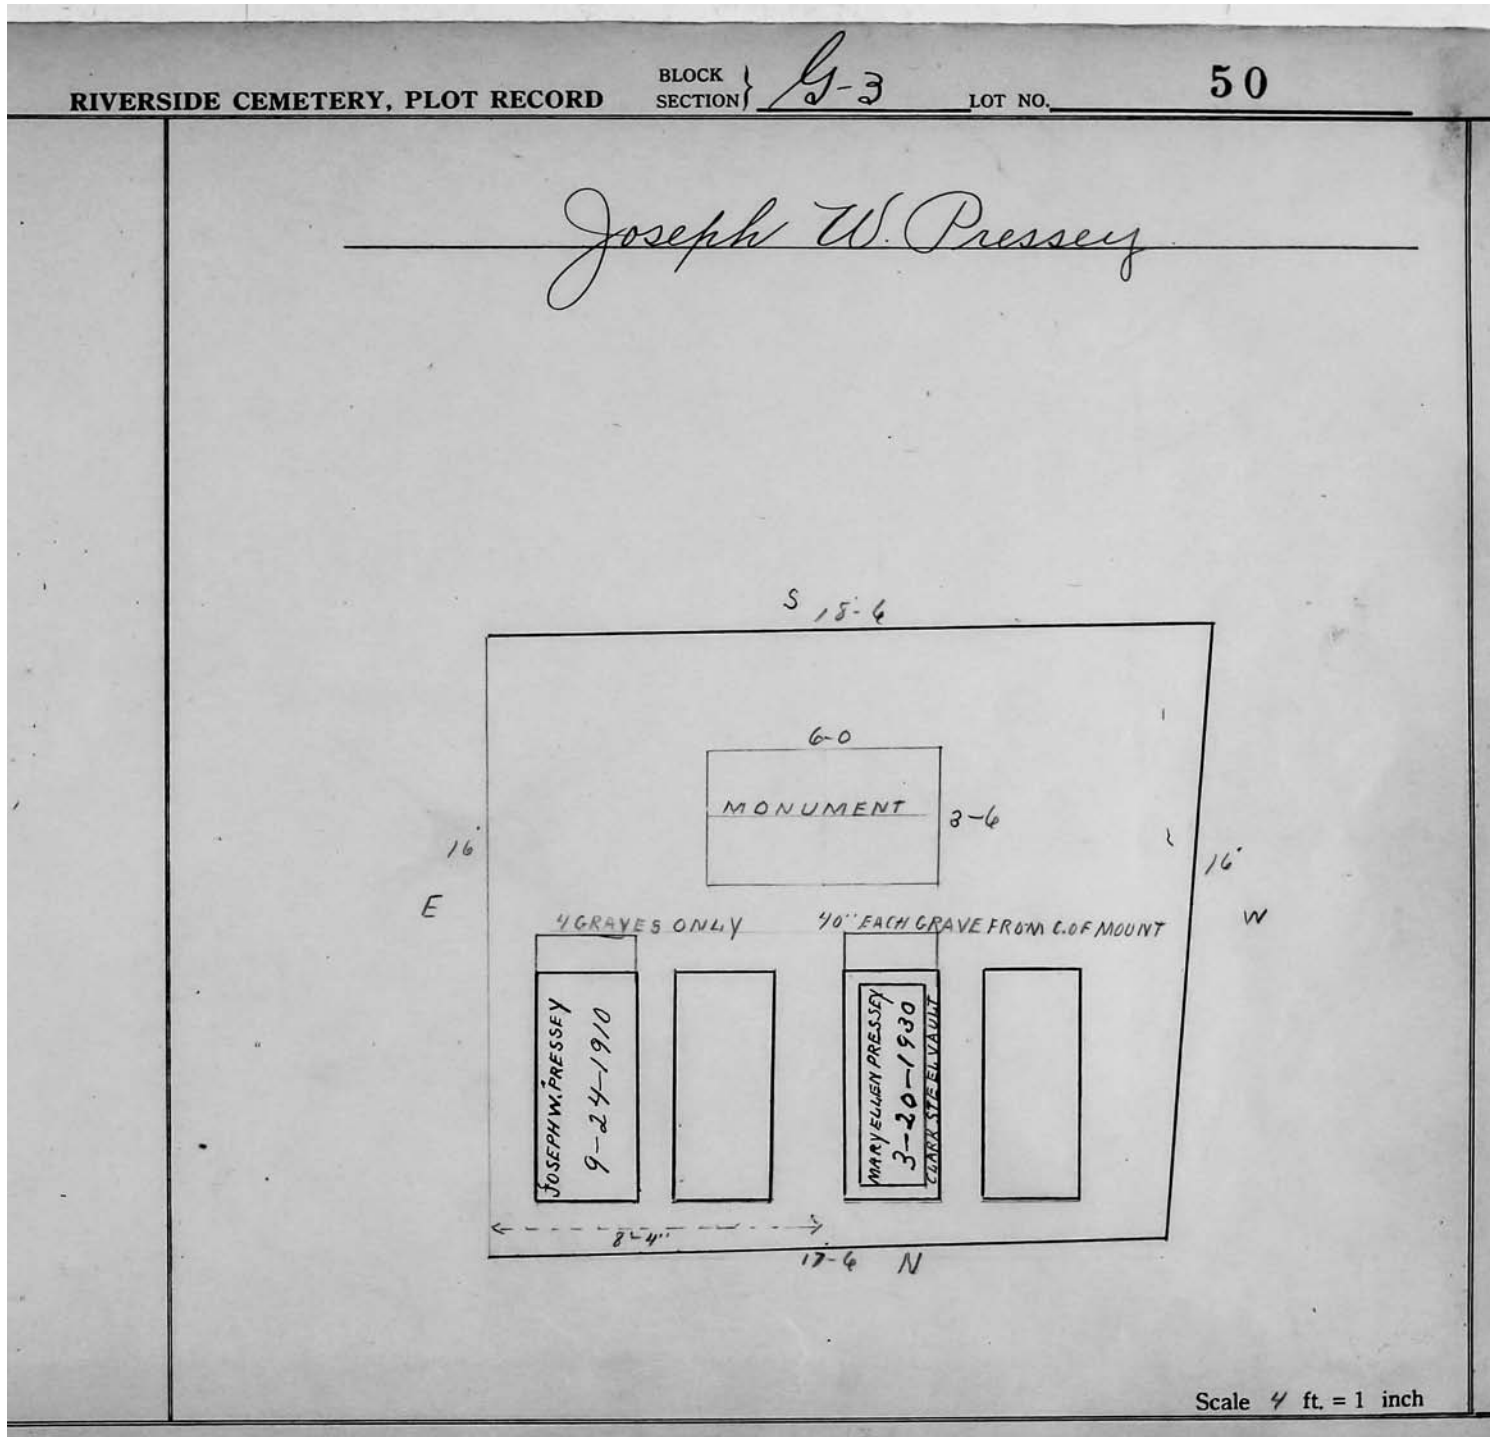 RIVERSIDE CEMETERY, PLOT RECORD BLOCK SECTION} G-3 LOT NO. 50
Joseph W. Pressey
S 18-6
6-0
MONUMENT
3-6
16'
16'
E
W
4 GRAVES ONLY 40" EACH GRAVE FROM C. OF MOUNT
JOSEPH W. PRESSEY
9-24-1910
MARY ELLEN PRESSEY
3-20-1930
CLARK STEEL VAULT
8'-4"
17-6 N
Scale 4 ft. = 1 inch